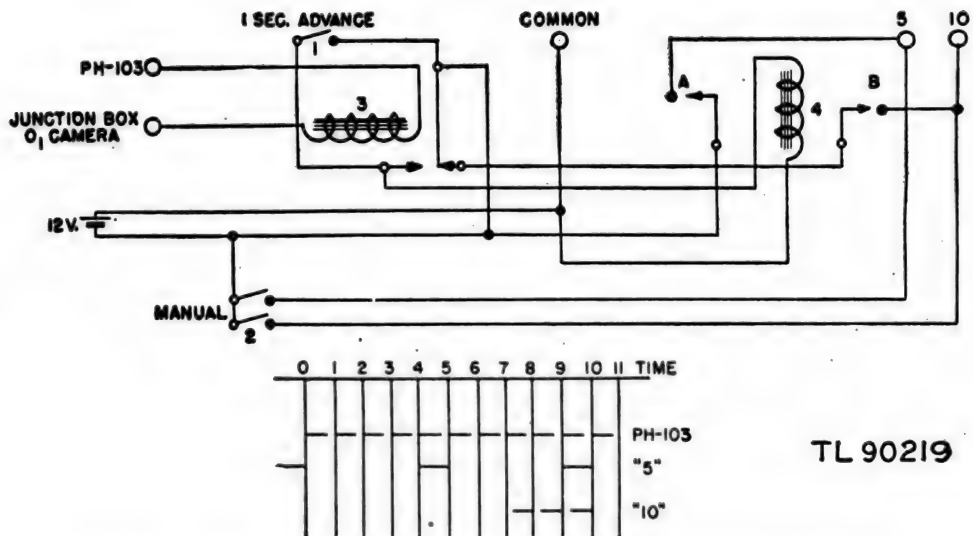 1 SEC. ADVANCE
COMMON
5
10
1
PH-103
A
B
3
4
JUNCTION BOX
O1 CAMERA
12V.
MANUAL
2
0 1 2 3 4 5 6 7 8 9 10 11 TIME
PH-103
"5"
TL 90219
"10"